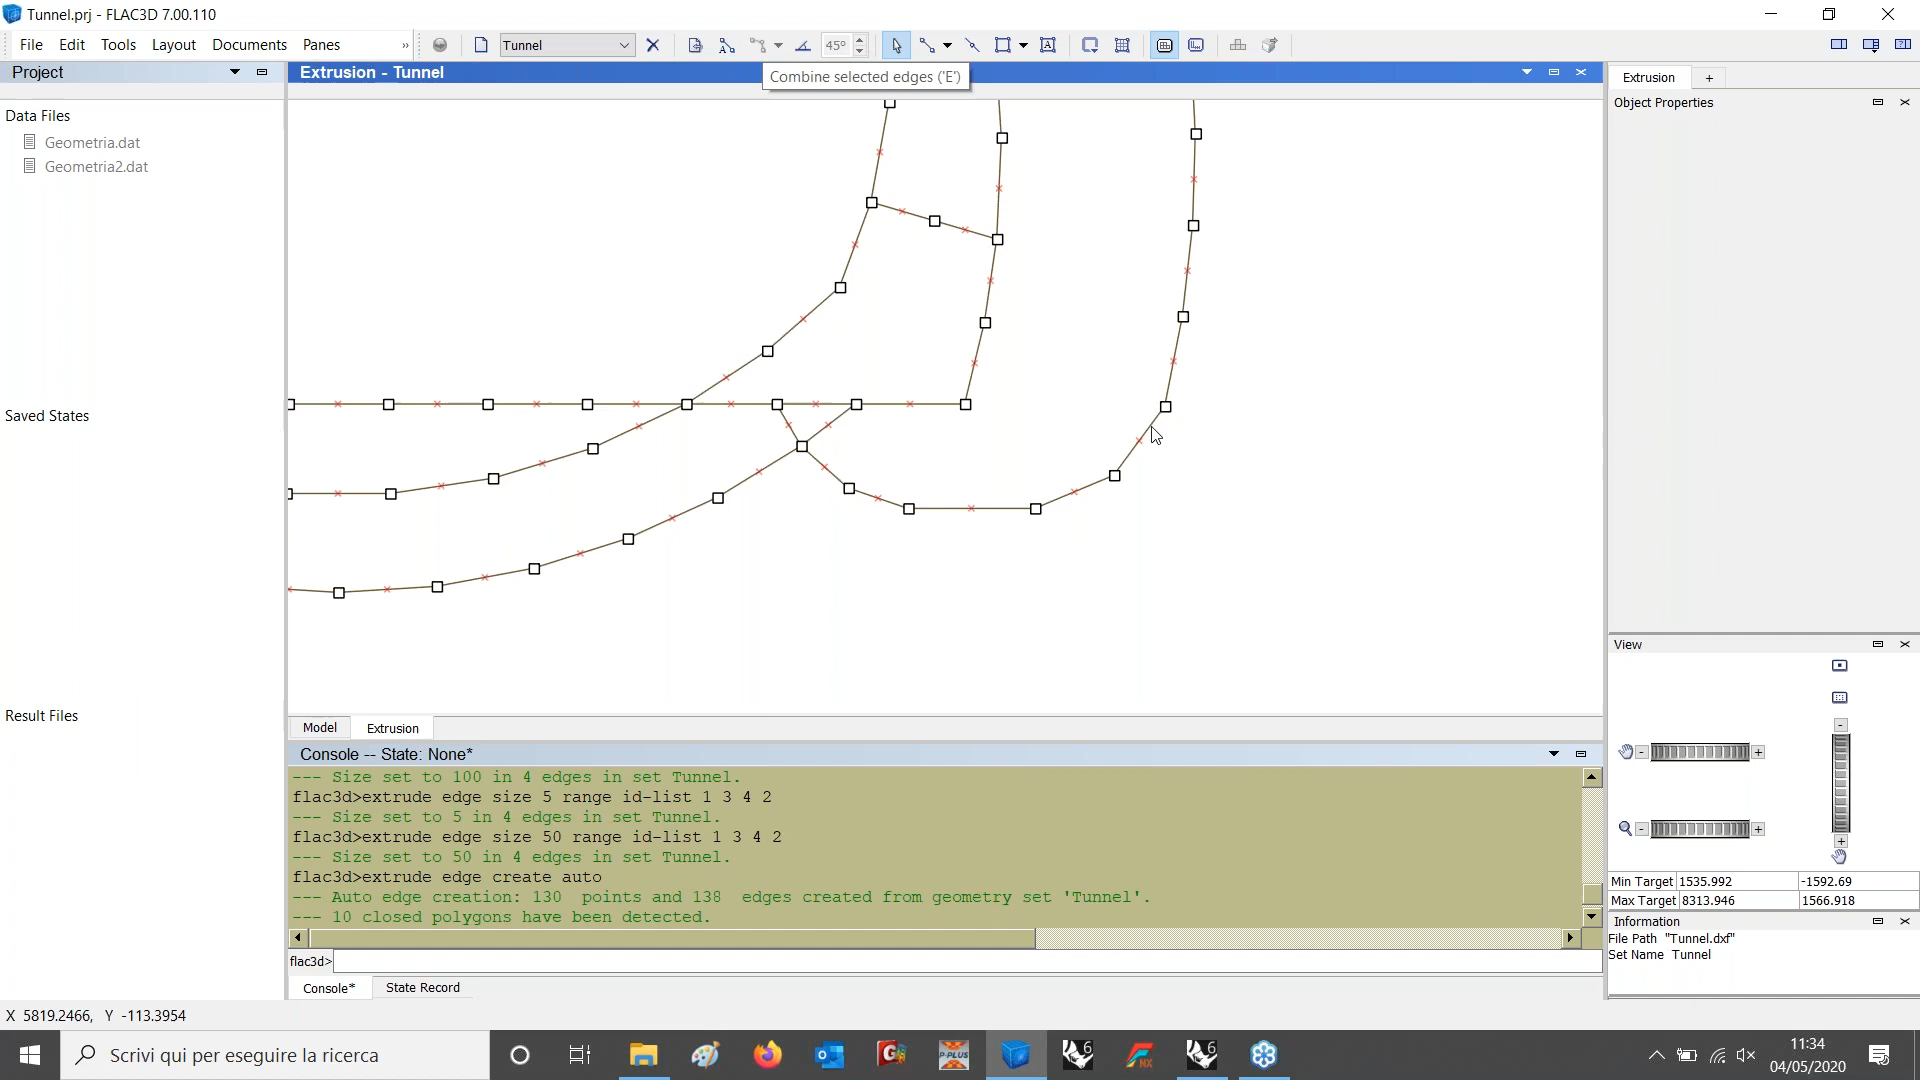 Tunnel.prj - FLAC3D 7.00.110
File Edit Tools Layout Documents Panes »
Tunnel
45°
Project
Extrusion - Tunnel
Combine selected edges ('E')
Extrusion +
Object Properties
Data Files
Geometria.dat
Geometria2.dat
Saved States
Result Files
View
Model Extrusion
Console -- State: None*
--- Size set to 100 in 4 edges in set Tunnel.
flac3d>extrude edge size 5 range id-list 1 3 4 2
--- Size set to 5 in 4 edges in set Tunnel.
flac3d>extrude edge size 50 range id-list 1 3 4 2
--- Size set to 50 in 4 edges in set Tunnel.
flac3d>extrude edge create auto
--- Auto edge creation: 130 points and 138 edges created from geometry set 'Tunnel'.
--- 10 closed polygons have been detected.
flac3d>
Console* State Record
Min Target 1535.992 -1592.69
Max Target 8313.946 1566.918
Information
File Path "Tunnel.dxf"
Set Name Tunnel
X 5819.2466, Y -113.3954
Scrivi qui per eseguire la ricerca
P-PLUS
6
NX
6
11:34
04/05/2020